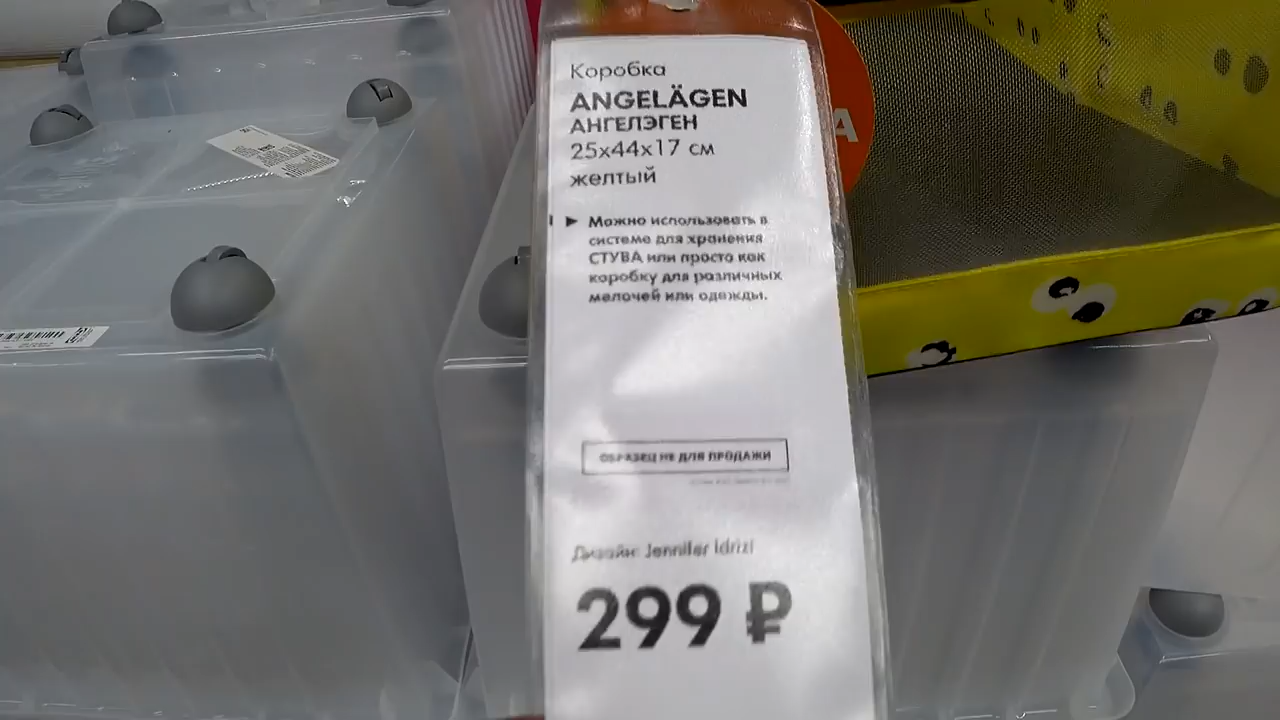 Коробка
ANGELÄGEN
АНГЕЛЭГЕН
25x44x17 см
желтый
► Можно использовать в
системе для хранения
СТУВА или просто как
коробку для различных
мелочей или одежды.
ОБРАЗЕЦ НЕ ДЛЯ ПРОДАЖИ
Дизайн: Jennifer Idrizi
299 ₽
А